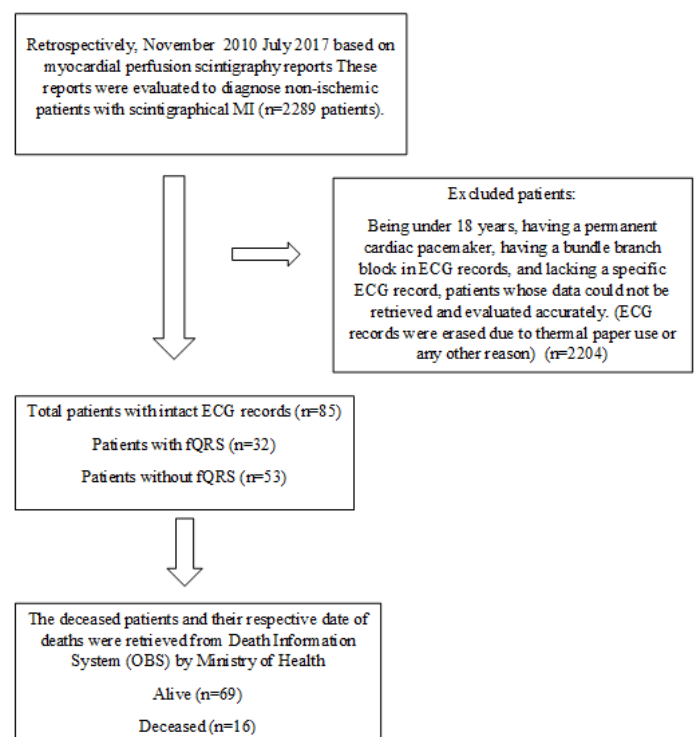 Retrospectively, November 2010 July 2017 based on
myocardial perfusion scintigraphy reports These
reports were evaluated to diagnose non-ischemic
patients with scintigraphical MI (n=2289 patients).
Excluded patients:
Being under 18 years, having a permanent
cardiac pacemaker, having a bundle branch
block in ECG records, and lacking a specific
ECG record, patients whose data could not be
retrieved and evaluated accurately. (ECG
records were erased due to thermal paper use or
any other reason) (n=2204)
Total patients with intact ECG records (n=85)
Patients with fQRS (n=32)
Patients without fQRS (n=53)
The deceased patients and their respective date of
deaths were retrieved from Death Information
System (OBS) by Ministry of Health
Alive (n=69)
Deceased (n=16)